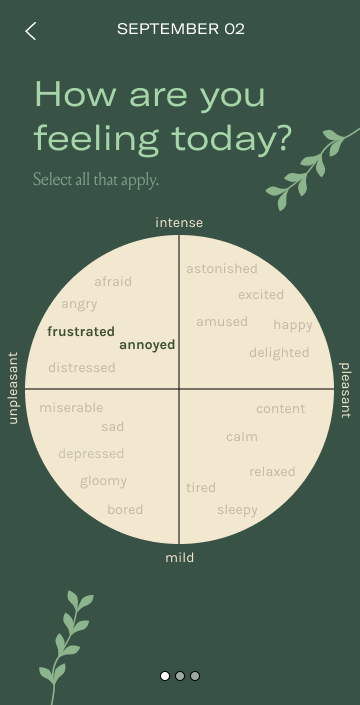 SEPTEMBER 02
How are you
feeling today?
Select all that apply.
intense
astonished
afraid
excited
angry
amused
happy
frustrated
annoyed
delighted
distressed
unpleasant
pleasant
miserable
content
sad
calm
depressed
relaxed
gloomy
tired
bored
sleepy
mild